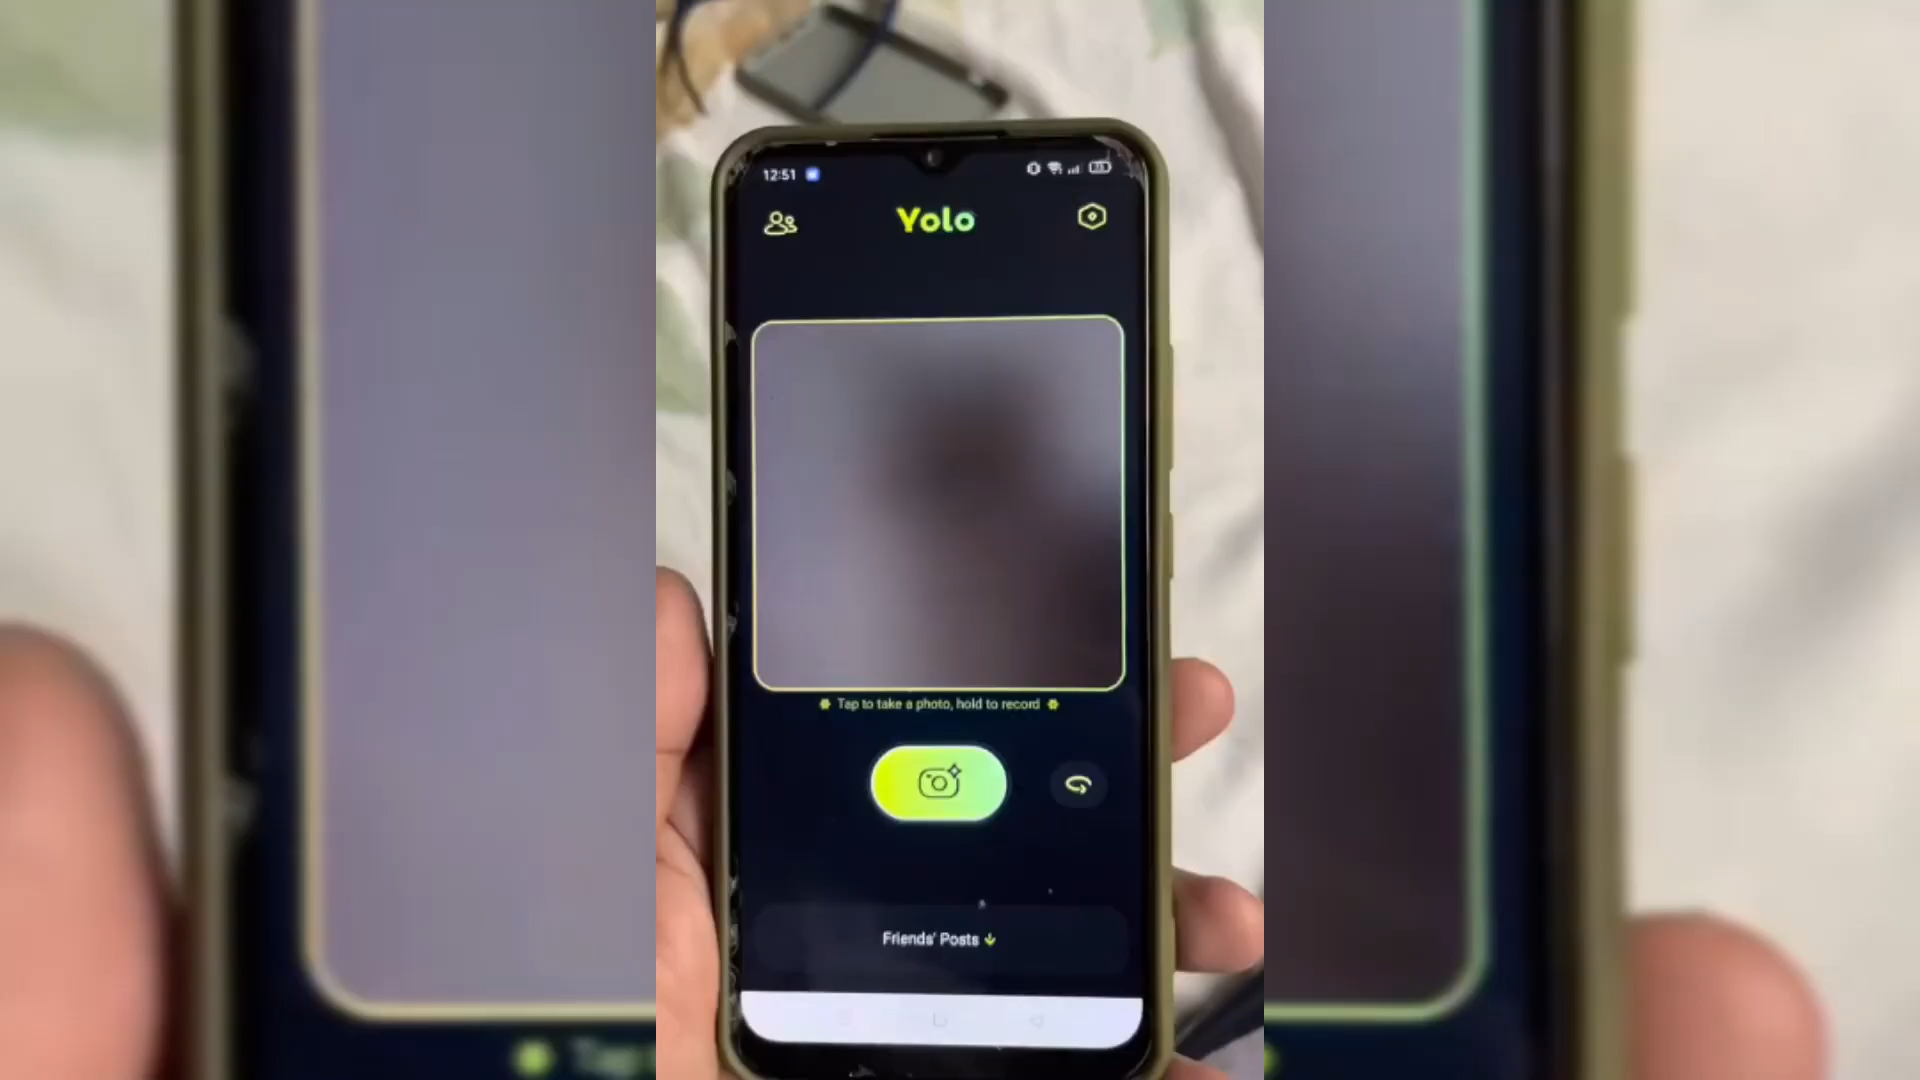 12:51
Yolo
Tap to take a photo, hold to record
Friends' Posts